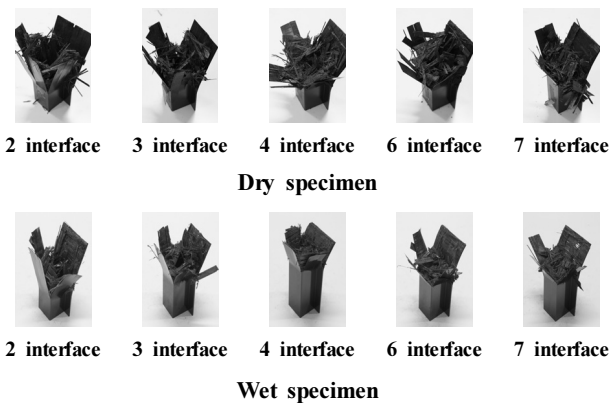 2 interface 3 interface 4 interface 6 interface 7 interface
Dry specimen
2 interface 3 interface 4 interface 6 interface 7 interface
Wet specimen